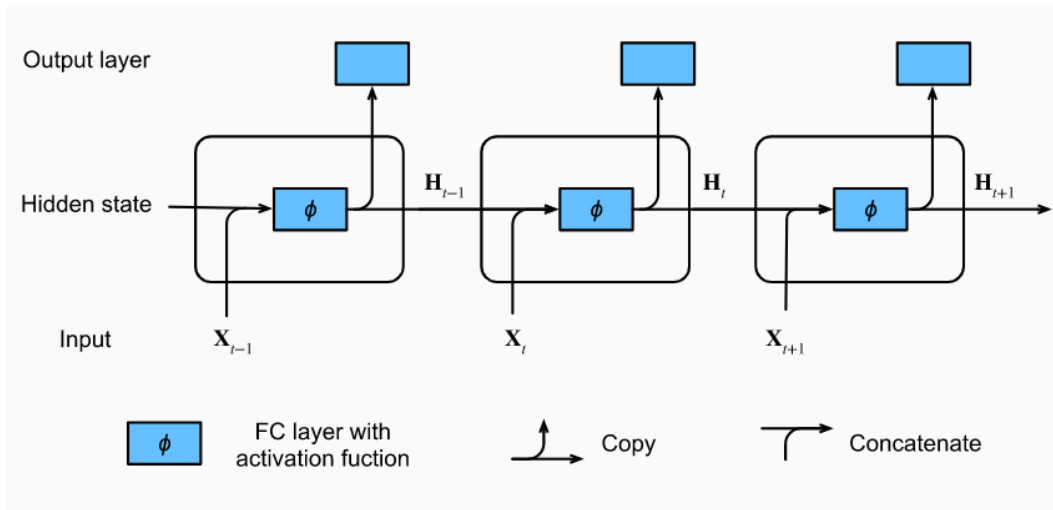 Output layer
Hidden state
ϕ
H_{t−1}
ϕ
H_t
ϕ
H_{t+1}
Input
X_{t−1}
X_t
X_{t+1}
ϕ
FC layer with
activation fuction
Copy
Concatenate